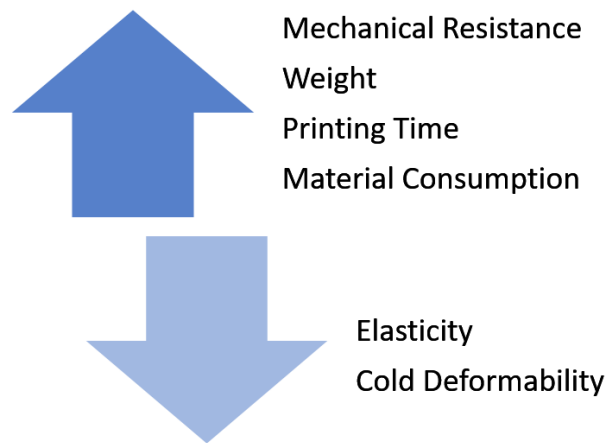 Mechanical Resistance
Weight
Printing Time
Material Consumption
Elasticity
Cold Deformability